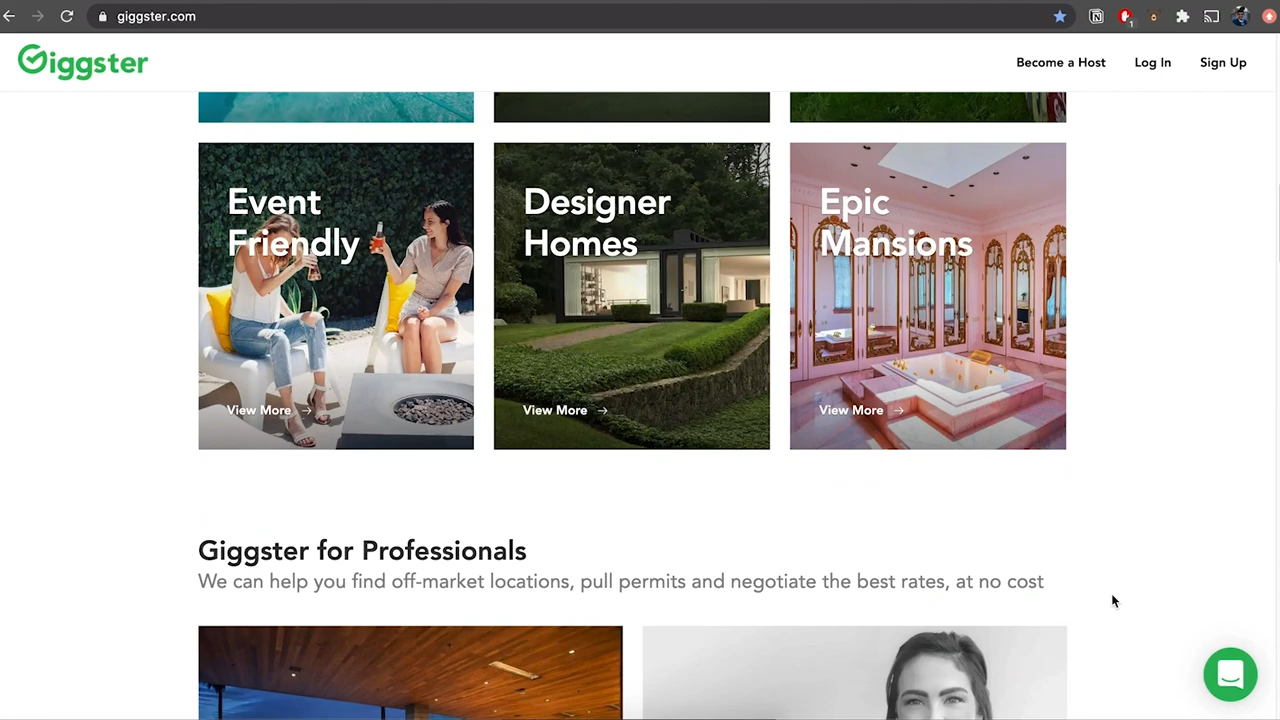 giggster.com
1
Giggster
Become a Host
Log In
Sign Up
Event
Friendly
View More
Designer
Homes
View More
Epic
Mansions
View More
Giggster for Professionals
We can help you find off-market locations, pull permits and negotiate the best rates, at no cost